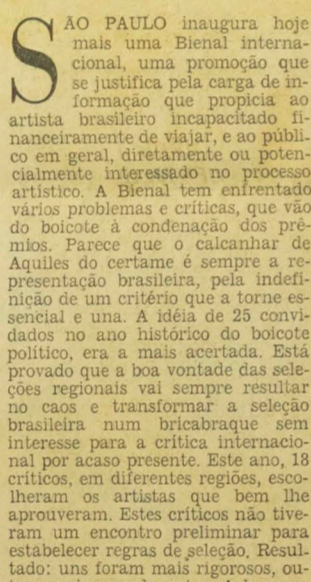 SÃO PAULO inaugura hoje
mais uma Bienal interna-
cional, uma promoção que
se justifica pela carga de in-
formação que propicia ao
artista brasileiro incapacitado fi-
nanceiramente de viajar, e ao públi-
co em geral, diretamente ou poten-
cialmente interessado no processo
artístico. A Bienal tem enfrentado
vários problemas e críticas, que vão
do boicote à condenação dos prê-
mios. Parece que o calcanhar de
Aquiles do certame é sempre a re-
presentação brasileira, pela indefi-
nição de um critério que a torne es-
sencial e una. A idéia de 25 convi-
dados no ano histórico do boicote
político, era a mais acertada. Está
provado que a boa vontade das sele-
ções regionais vai sempre resultar
no caos e transformar a seleção
brasileira num bricabraque sem
interesse para a crítica internacio-
nal por acaso presente. Este ano, 18
críticos, em diferentes regiões, esco-
lheram os artistas que bem lhe
aprouveram. Estes críticos não tive-
ram um encontro preliminar para
estabelecer regras de seleção. Resul-
tado: uns foram mais rigorosos, ou-